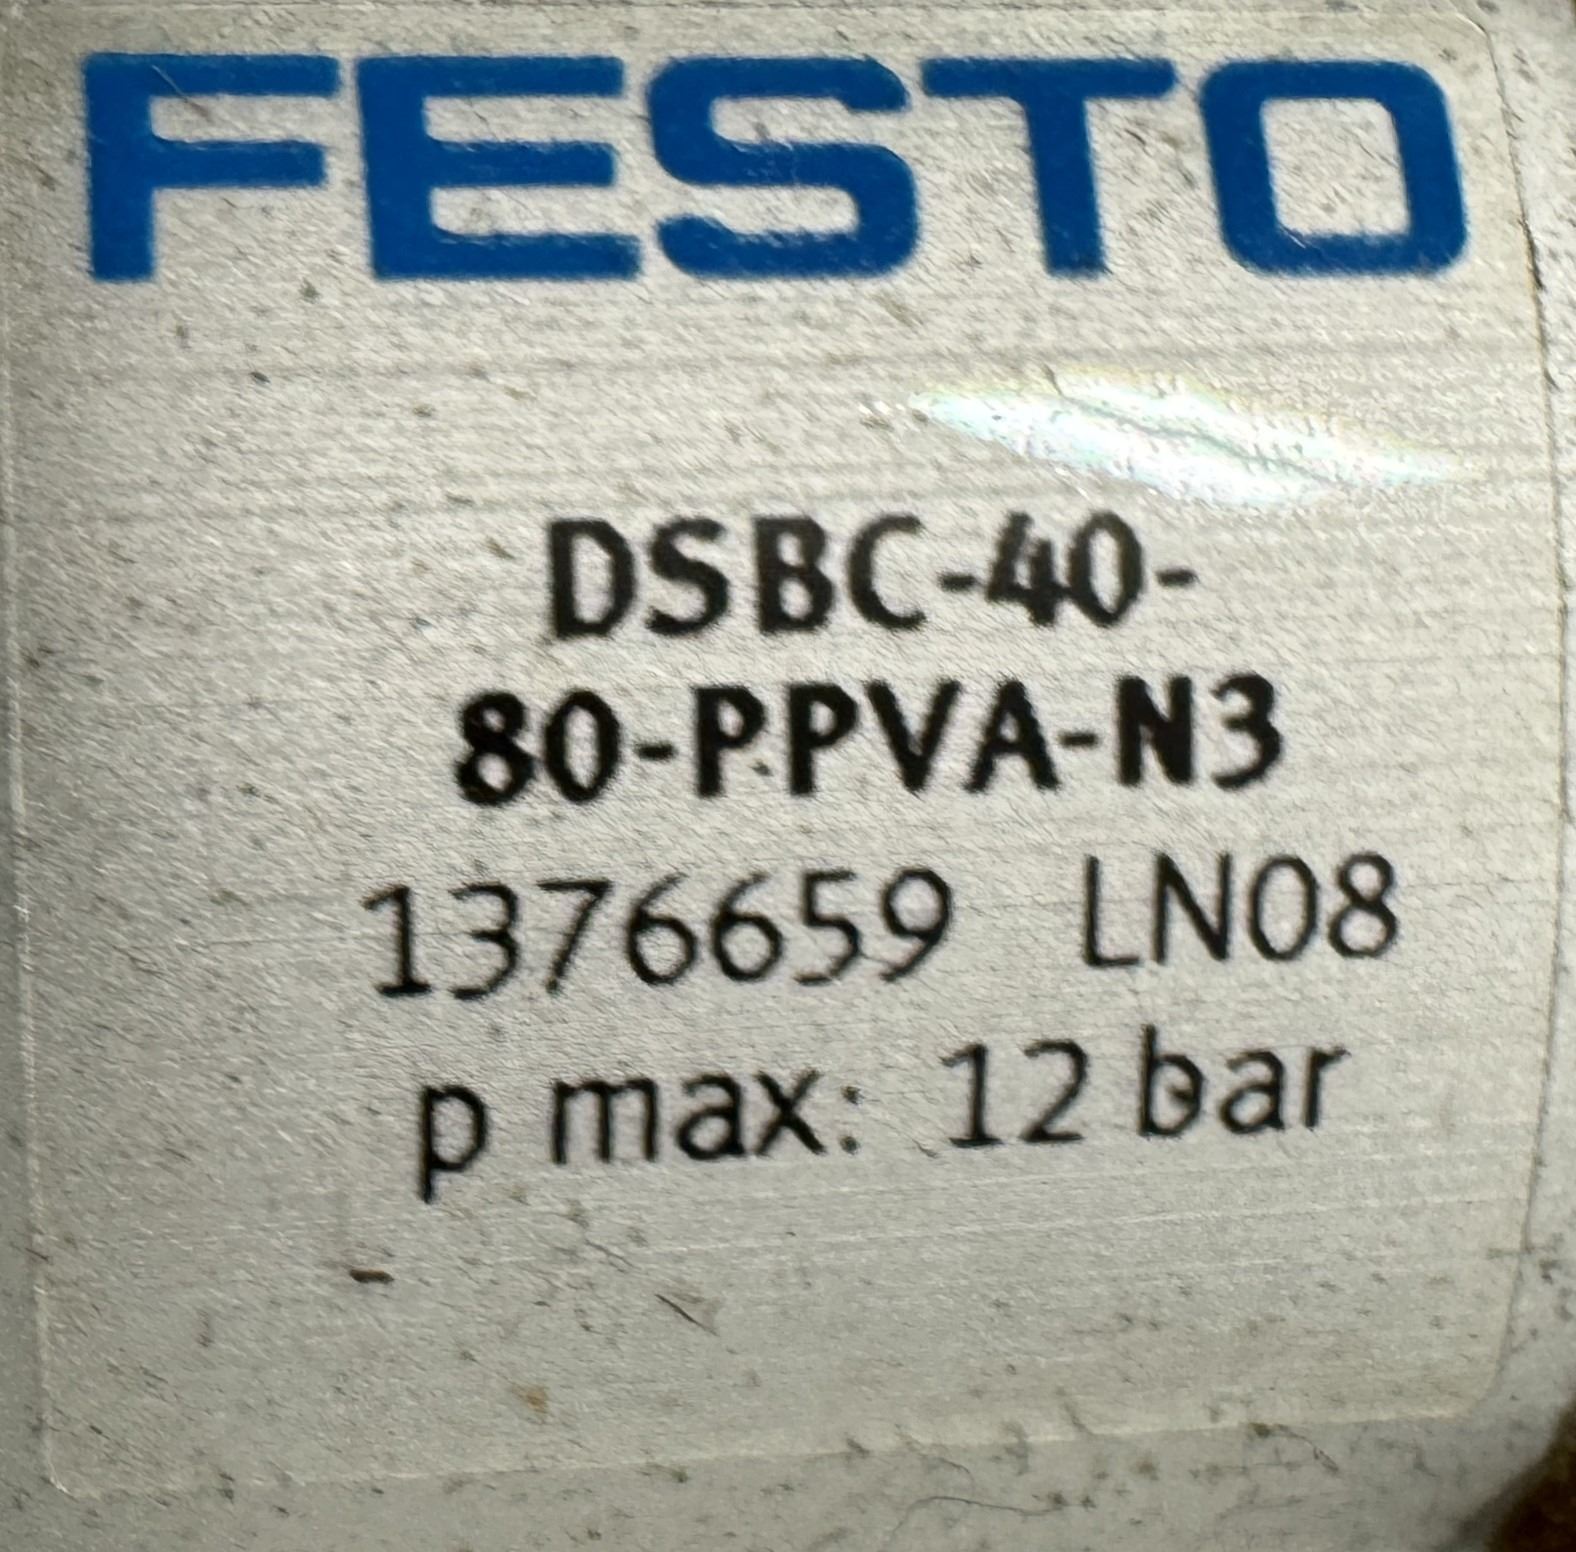 FESTO
DSBC-40-
80-PPVA-N3
1376659 LN08
p max: 12 bar